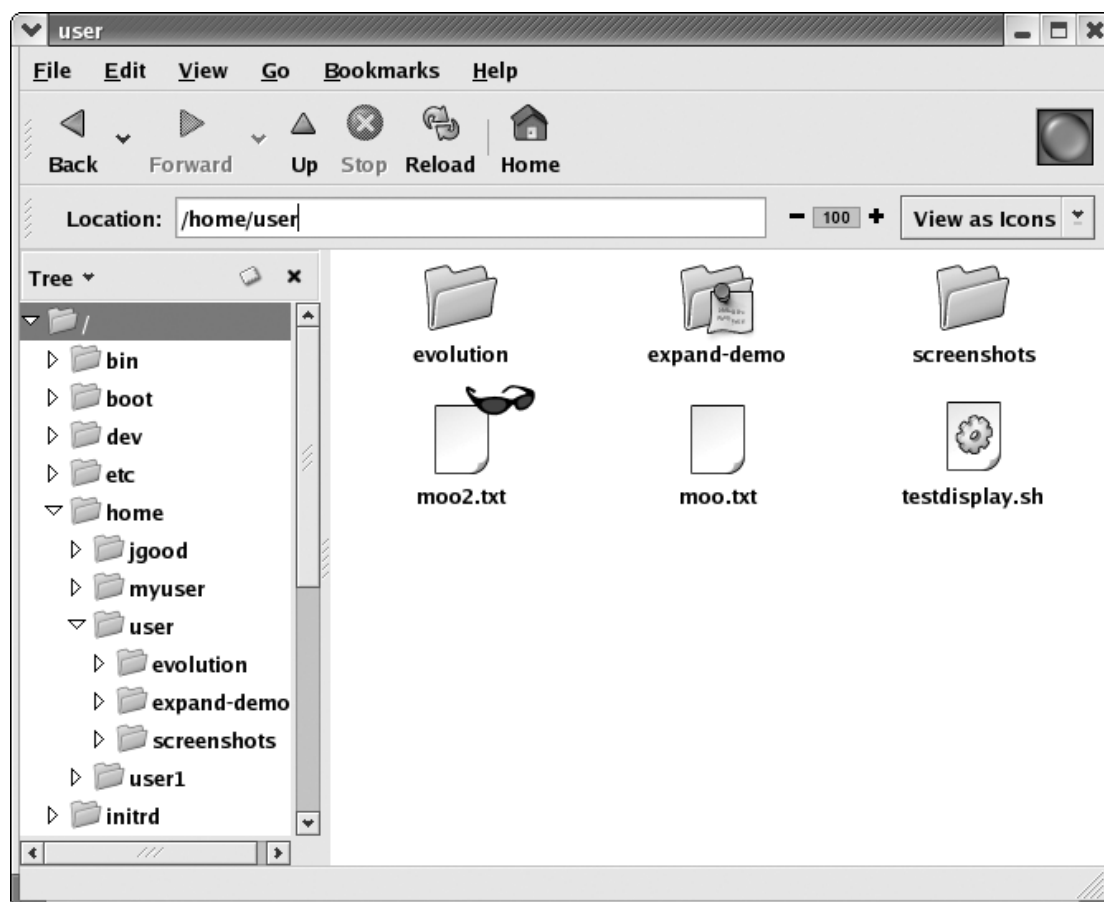 user
File Edit View Go Bookmarks Help
Back Forward Up Stop Reload Home
Location: /home/user 100 View as Icons
Tree
/
bin
boot
dev
etc
home
jgood
myuser
user
evolution
expand-demo
screenshots
user1
initrd
evolution expand-demo screenshots
moo2.txt moo.txt testdisplay.sh